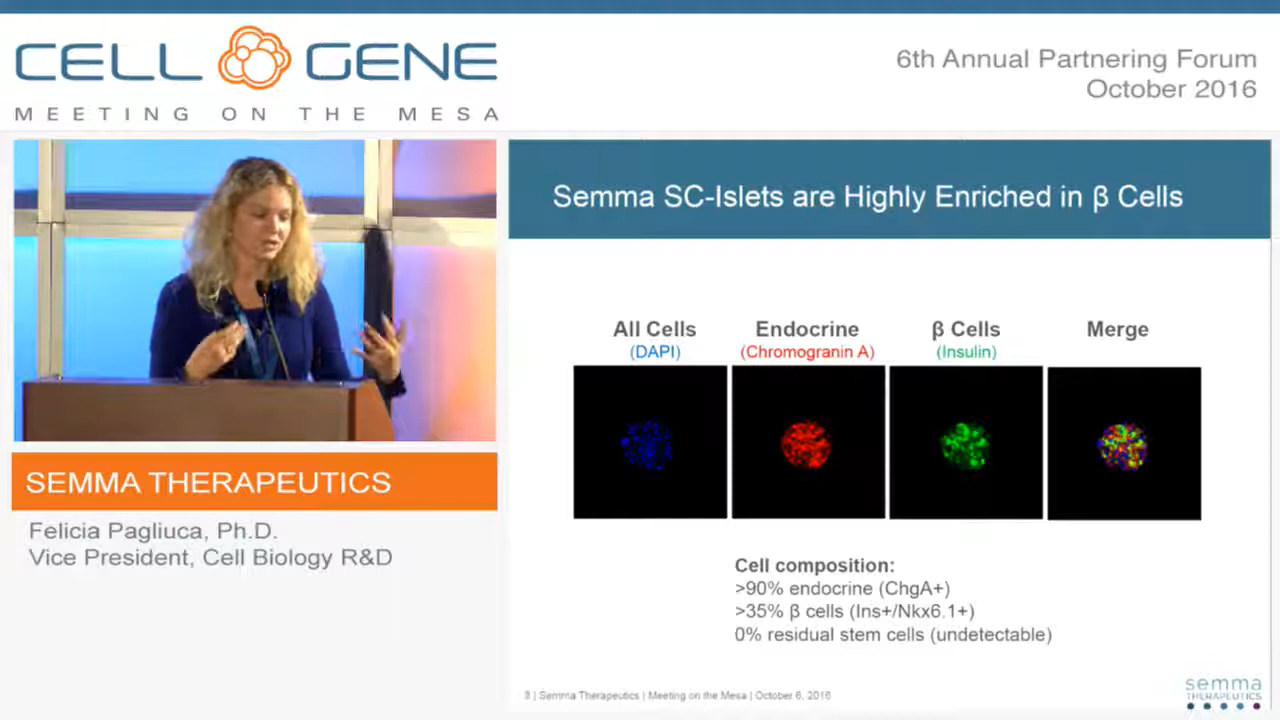 CELL GENE
MEETING ON THE MESA
6th Annual Partnering Forum
October 2016
Semma SC-Islets are Highly Enriched in β Cells
All Cells
(DAPI)
Endocrine
(Chromogranin A)
β Cells
(Insulin)
Merge
Cell composition:
>90% endocrine (ChgA+)
>35% β cells (Ins+/Nkx6.1+)
0% residual stem cells (undetectable)
SEMMA THERAPEUTICS
Felicia Pagliuca, Ph.D.
Vice President, Cell Biology R&D
3 | Semma Therapeutics | Meeting on the Mesa | October 6, 2016
semma
THERAPEUTICS